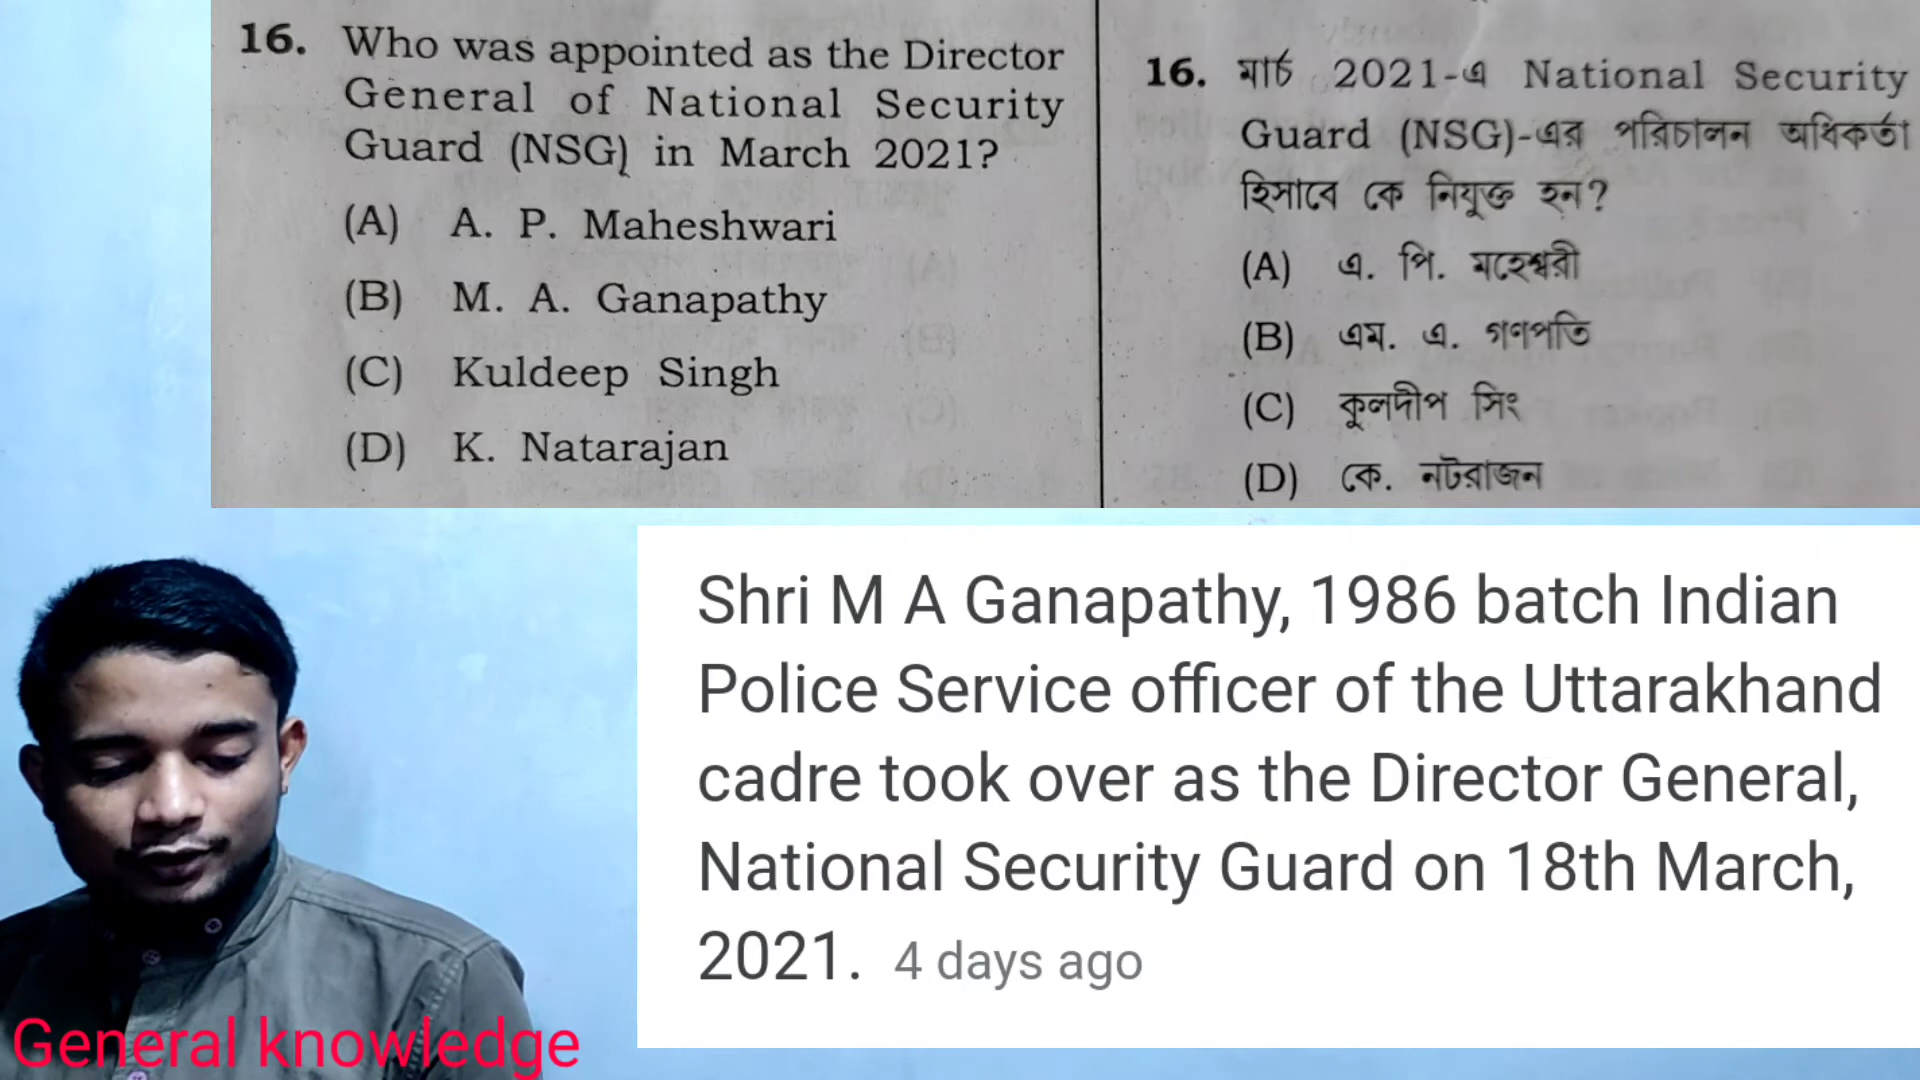 16. Who was appointed as the Director
General of National Security
Guard (NSG) in March 2021?
(A) A. P. Maheshwari
(B) M. A. Ganapathy
(C) Kuldeep Singh
(D) K. Natarajan
16. মার্চ 2021-এ National Security
Guard (NSG)-এর পরিচালন অধিকর্তা
হিসাবে কে নিযুক্ত হন?
(A) এ. পি. মহেশ্বরী
(B) এম. এ. গণপতি
(C) কুলদীপ সিং
(D) কে. নটরাজন
Shri M A Ganapathy, 1986 batch Indian
Police Service officer of the Uttarakhand
cadre took over as the Director General,
National Security Guard on 18th March,
2021. 4 days ago
General knowledge